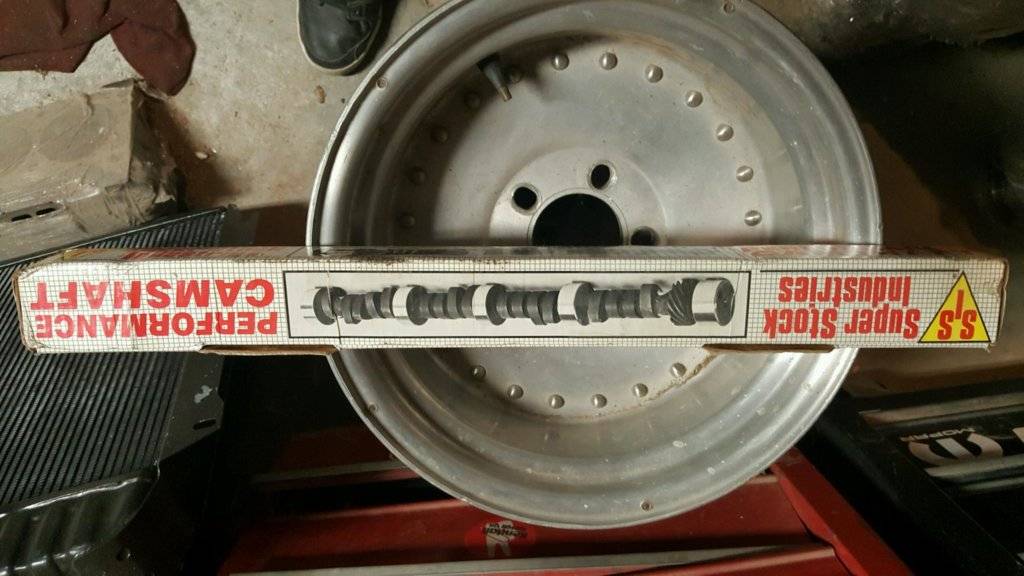 S.S
I
Super Stock
Industries
PERFORMANCE
CAMSHAFT